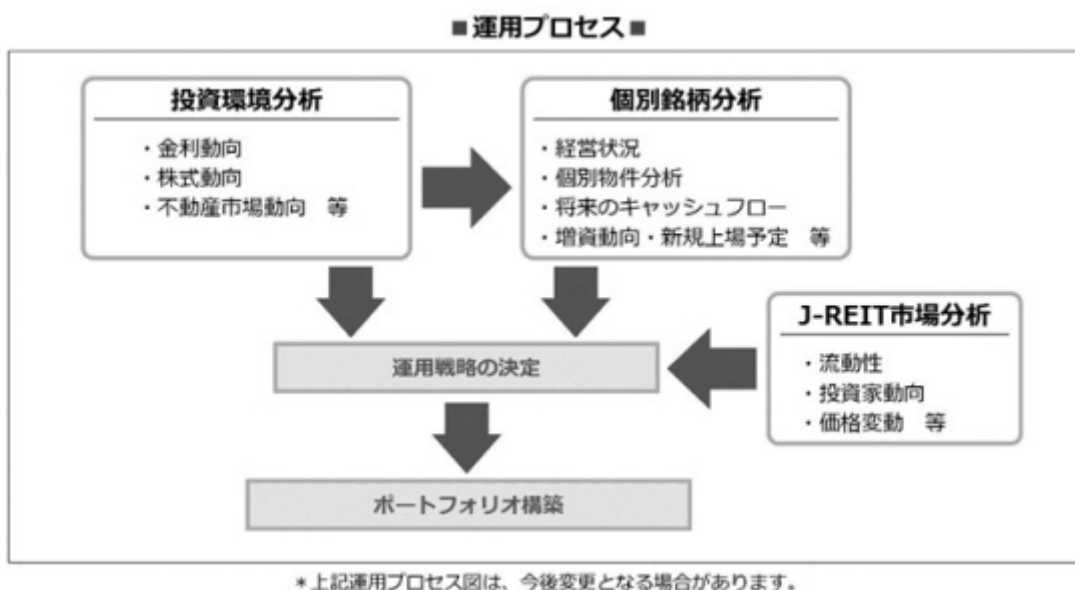 ■運用プロセス■
投資環境分析
・金利動向
・株式動向
・不動産市場動向　等
個別銘柄分析
・経営状況
・個別物件分析
・将来のキャッシュフロー
・増資動向・新規上場予定　等
J-REIT市場分析
・流動性
・投資家動向
・価格変動　等
運用戦略の決定
ポートフォリオ構築
＊上記運用プロセス図は、今後変更となる場合があります。